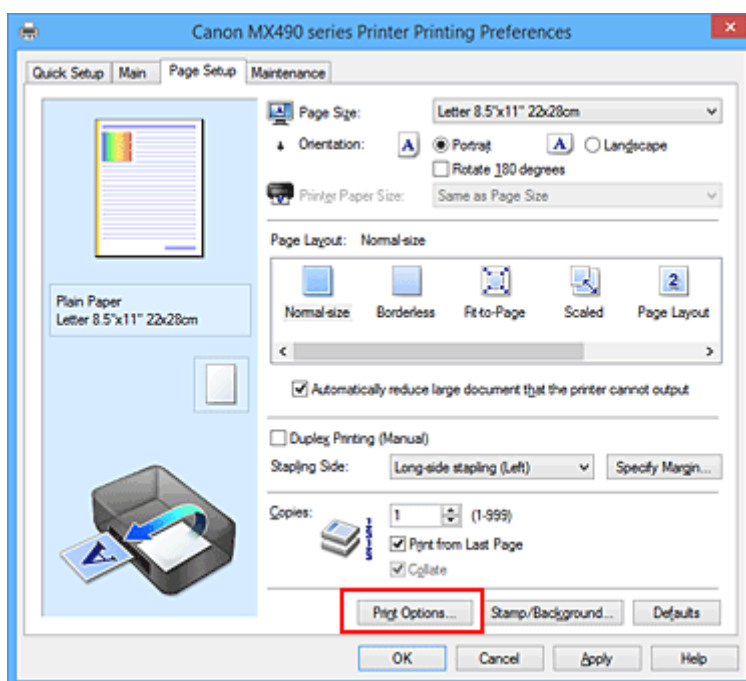 Canon MX490 series Printer Printing Preferences
Quick Setup Main Page Setup Maintenance
Page Size: Letter 8.5"x11" 22x28cm
Orientation: A Portrait A Landscape
Rotate 180 degrees
Printer Paper Size: Same as Page Size
Page Layout: Normal-size
2
Normal-size Borderless Fit-to-Page Scaled Page Layout
Plain Paper
Letter 8.5"x11" 22x28cm
Automatically reduce large document that the printer cannot output
Duplex Printing (Manual)
Stapling Side: Long-side stapling (Left) Specify Margin...
Copies: 1 (1-999)
Print from Last Page
Collate
A
Print Options... Stamp/Background... Defaults
OK Cancel Apply Help